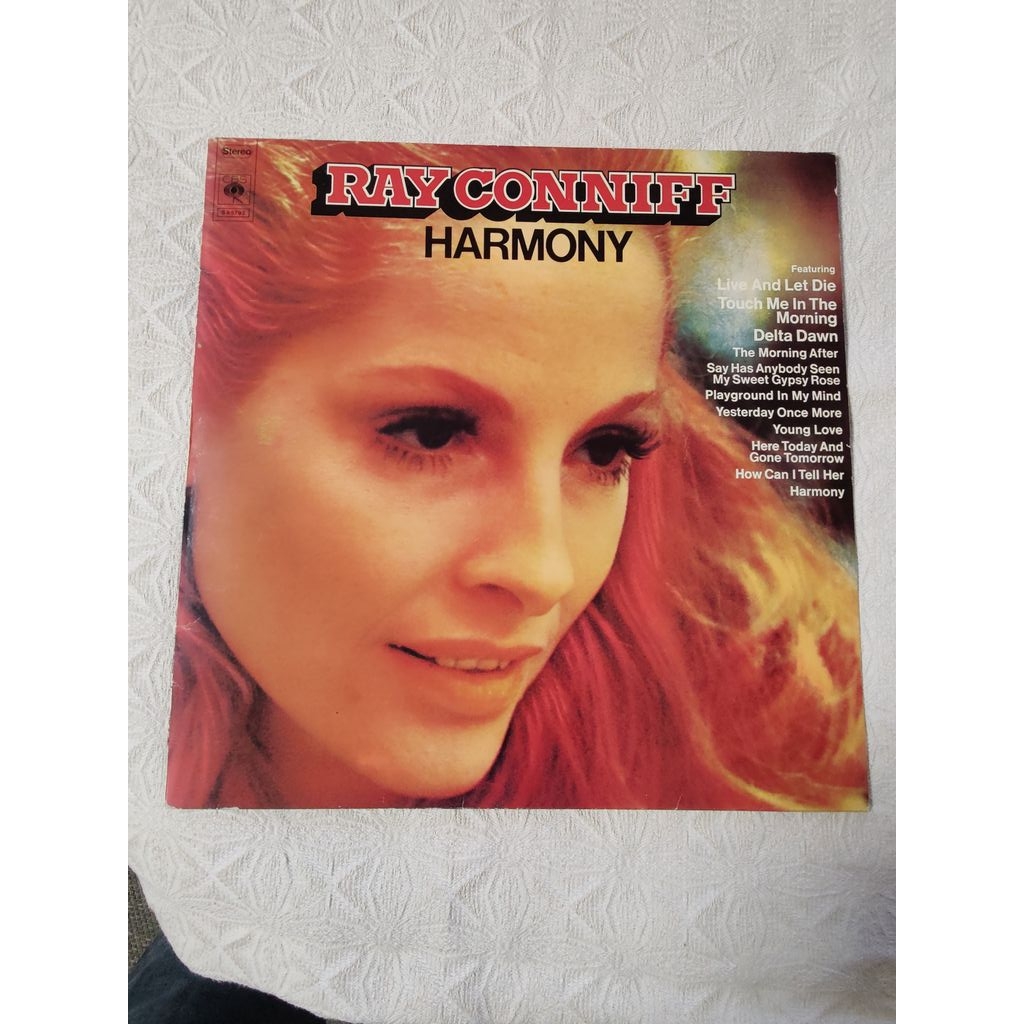 Stereo
CBS
RAY CONNIFF
HARMONY
Featuring
Live And Let Die
Touch Me In The
Morning
Delta Dawn
The Morning After
Say Has Anybody Seen
My Sweet Gypsy Rose
Playground In My Mind
Yesterday Once More
Young Love
Here Today And
Gone Tomorrow
How Can I Tell Her
Harmony